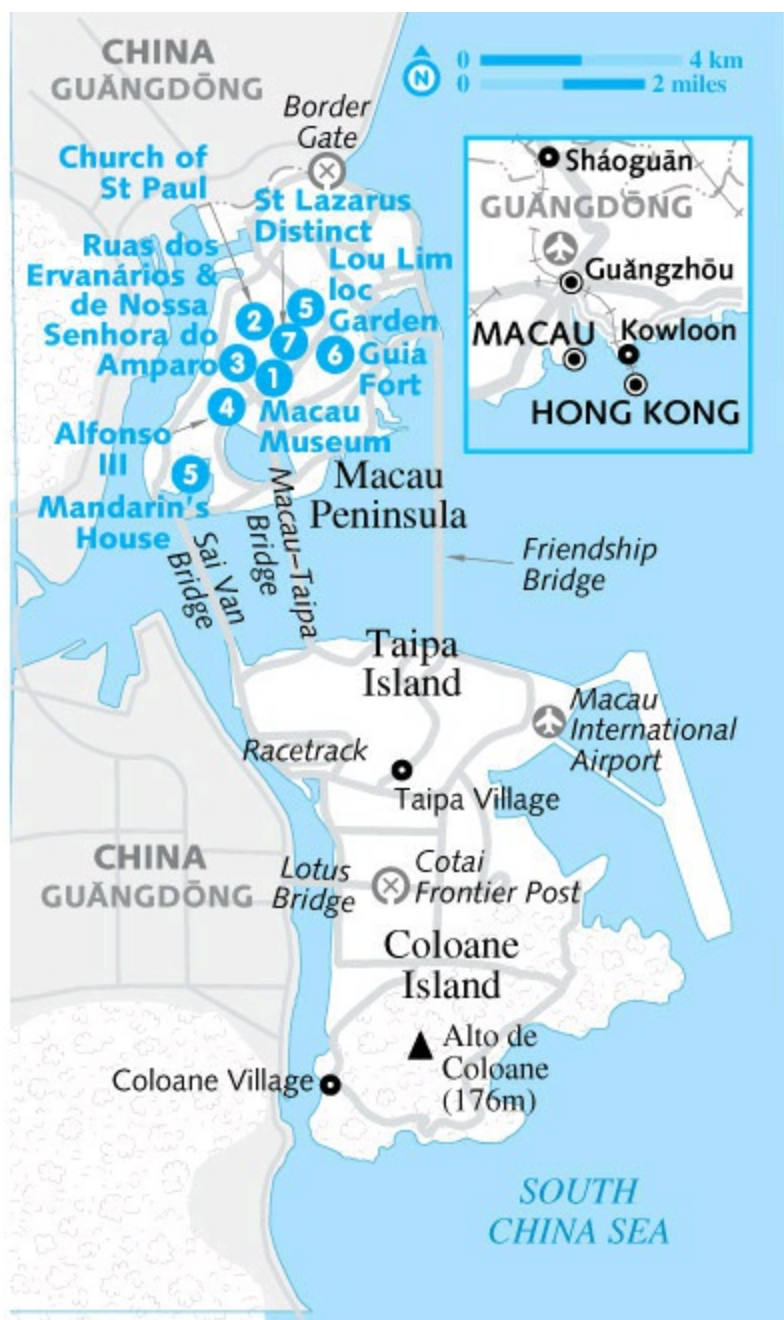 CHINA
GUĂNGDŌNG
N
0 4 km
0 2 miles
Border
Gate
Church of
St Paul
St Lazarus
Distinct
Ruas dos
Ervanários &
de Nossa
Senhora do
Amparo
Lou Lim
loc
Garden
2
5
7
3
1
6
4
Guia
Fort
Macau
Museum
Alfonso
III
5
Mandarin's
House
Macau
Peninsula
Sai Van
Bridge
Macau–Taipa
Bridge
Friendship
Bridge
Sháoguān
GUĂNGDŌNG
Guăngzhōu
MACAU
Kowloon
HONG KONG
Taipa
Island
Macau
International
Airport
Racetrack
Taipa Village
CHINA
GUĂNGDŌNG
Lotus
Bridge
Cotai
Frontier Post
Coloane
Island
Alto de
Coloane
(176m)
Coloane Village
SOUTH
CHINA SEA